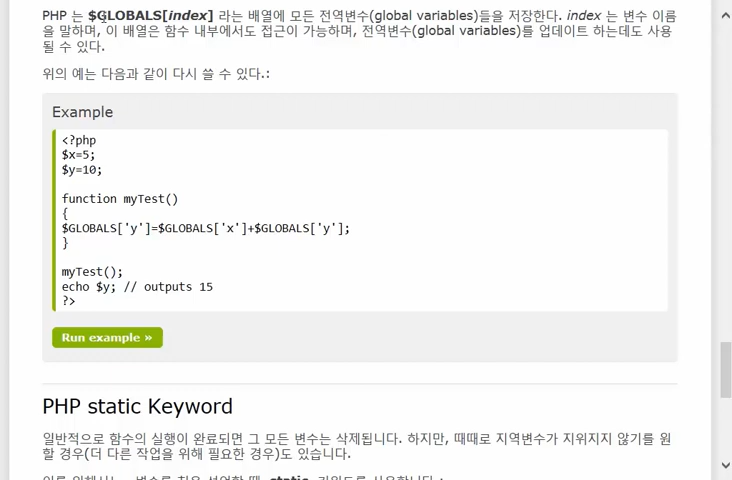 PHP 는 $GLOBALS[index] 라는 배열에 모든 전역변수(global variables)들을 저장한다. index 는 변수 이름
을 말하며, 이 배열은 함수 내부에서도 접근이 가능하며, 전역변수(global variables)를 업데이트 하는데도 사용
될 수 있다.
위의 예는 다음과 같이 다시 쓸 수 있다.:
Example
<?php
$x=5;
$y=10;
function myTest()
{
$GLOBALS['y']=$GLOBALS['x']+$GLOBALS['y'];
}
myTest();
echo $y; // outputs 15
?>
Run example »
PHP static Keyword
일반적으로 함수의 실행이 완료되면 그 모든 변수는 삭제됩니다. 하지만, 때때로 지역변수가 지위지지 않기를 원
할 경우(더 다른 작업을 위해 필요한 경우)도 있습니다.